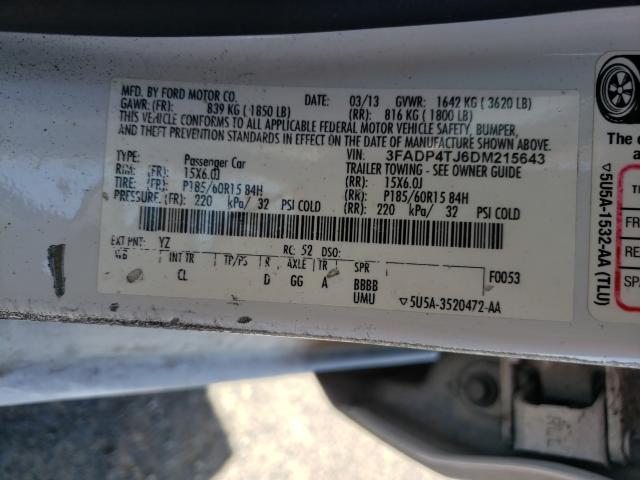 MFD. BY FORD MOTOR CO.
DATE: 03/13 GVWR: 1642 KG ( 3620 LB)
GAWR: (FR): 839 KG ( 1850 LB) (RR): 816 KG ( 1800 LB)
THIS VEHICLE CONFORMS TO ALL APPLICABLE FEDERAL MOTOR VEHICLE SAFETY, BUMPER,
AND THEFT PREVENTION STANDARDS IN EFFECT ON THE DATE OF MANUFACTURE SHOWN ABOVE.
VIN: 3FADP4TJ6DM215643
TYPE: Passenger Car TRAILER TOWING - SEE OWNER GUIDE
RIM: (FR) 15X6.0J (RR): 15X6.0J
TIRE: (FR) P185/60R15 84H (RR): P185/60R15 84H
PRESSURE: (FR) 220 kPa/ 32 PSI COLD (RR): 220 kPa/ 32 PSI COLD
EXT PNT: YZ RC: 52 DSO:
WB INT TR TP/PS R AXLE TR SPR F0053
CL D GG A BBBB
UMU ▽5U5A-3520472-AA
▽5U5A-1532-AA (TLU)
The c
TI
FR
RE
SPA